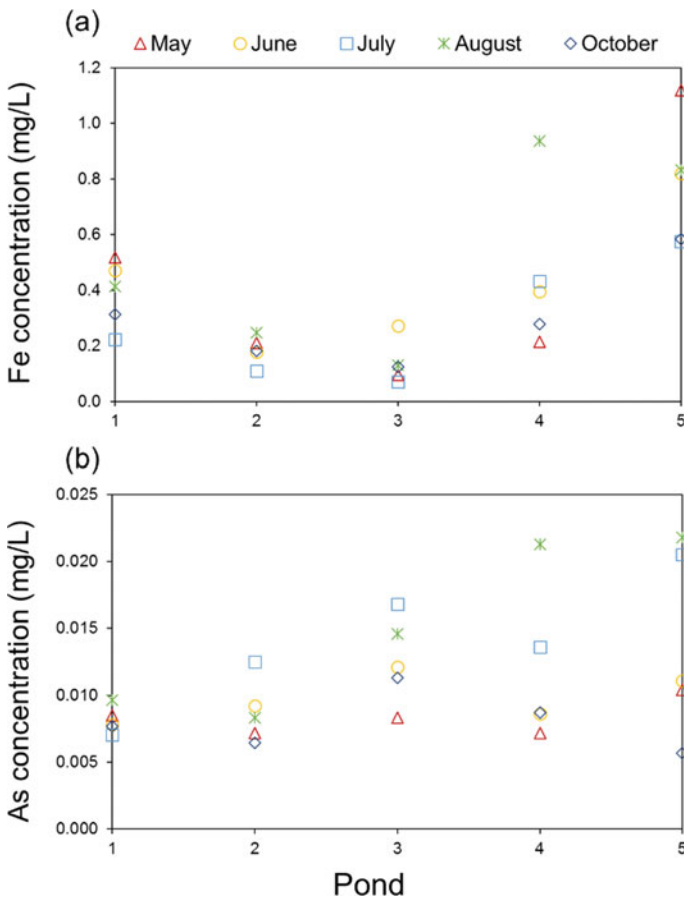 (a)
May June July August October
Fe concentration (mg/L)
1.2
1.0
0.8
0.6
0.4
0.2
0.0
1 2 3 4 5
(b)
As concentration (mg/L)
0.025
0.020
0.015
0.010
0.005
0.000
1 2 3 4 5
Pond